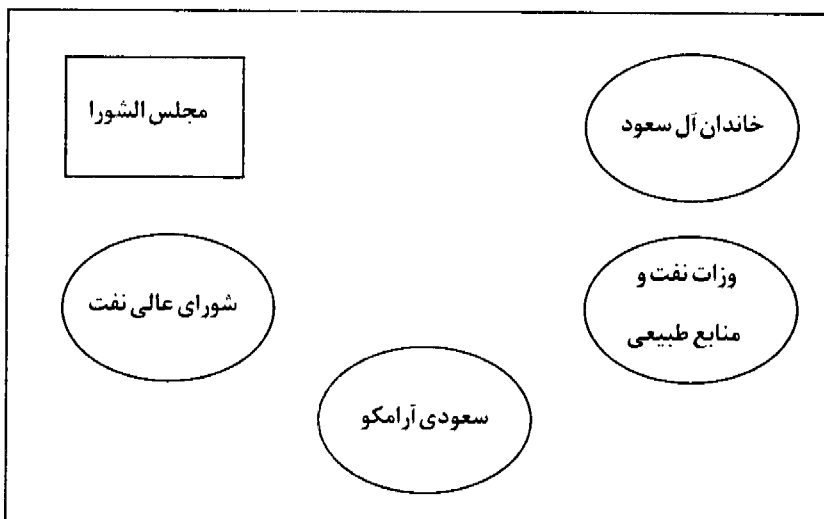 خاندان آل سعود
مجلس الشورا
وزات نفت و
منابع طبیعی
شورای عالی نفت
سعودی آرامکو